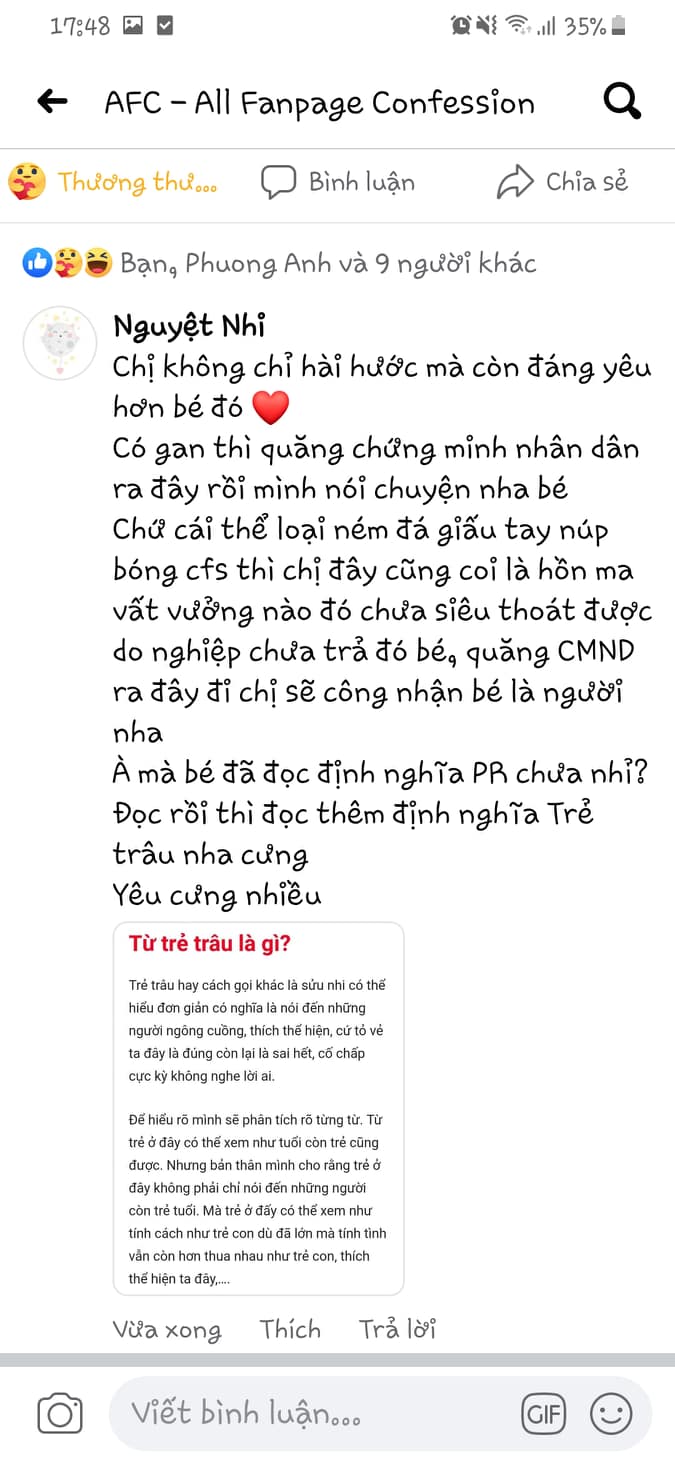 17:48 35%
AFC – All Fanpage Confession
Thương thư... Bình luận Chia sẻ
Bạn, Phuong Anh và 9 người khác
Nguyệt Nhi
Chị không chỉ hài hước mà còn đáng yêu
hơn bé đó ❤️
Có gan thì quăng chứng minh nhân dân
ra đây rồi mình nói chuyện nha bé
Chứ cái thể loại ném đá giấu tay núp
bóng cfs thì chị đây cũng coi là hồn ma
vất vưởng nào đó chưa siêu thoát được
do nghiệp chưa trả đó bé, quăng CMND
ra đây đi chị sẽ công nhận bé là người
nha
À mà bé đã đọc định nghĩa PR chưa nhỉ?
Đọc rồi thì đọc thêm định nghĩa Trẻ
trâu nha cưng
Yêu cưng nhiều
Từ trẻ trâu là gì?
Trẻ trâu hay cách gọi khác là sửu nhi có thể
hiểu đơn giản có nghĩa là nói đến những
người ngông cuồng, thích thể hiện, cứ tỏ vẻ
ta đây là đúng còn lại là sai hết, cố chấp
cực kỳ không nghe lời ai.
Để hiểu rõ mình sẽ phân tích rõ từng từ. Từ
trẻ ở đây có thể xem như tuổi còn trẻ cũng
được. Nhưng bản thân mình cho rằng trẻ ở
đây không phải chỉ nói đến những người
còn trẻ tuổi. Mà trẻ ở đấy có thể xem như
tính cách như trẻ con dù đã lớn mà tính tình
vẫn còn hơn thua nhau như trẻ con, thích
thể hiện ta đây,....
Vừa xong Thích Trả lời
Viết bình luận... GIF